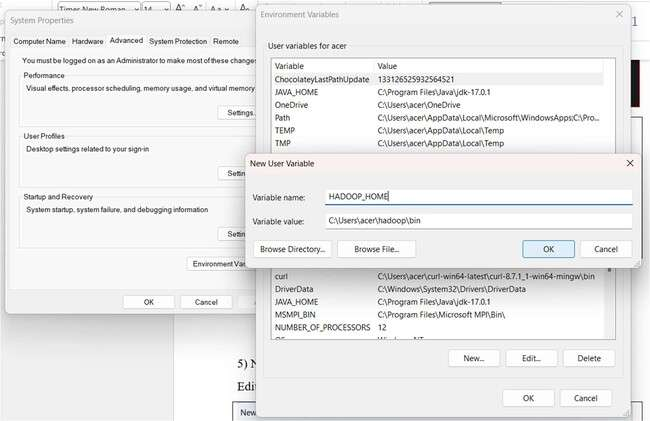 Times New Roman 14
System Properties
Computer Name Hardware Advanced System Protection Remote
You must be logged on as an Administrator to make most of these changes
Performance
Visual effects, processor scheduling, memory usage, and virtual memory
Settings...
User Profiles
Desktop settings related to your sign-in
Settin
Startup and Recovery
System startup, system failure, and debugging information
Settin
Environment Varia
OK Cancel
Environment Variables
User variables for acer
Variable Value
ChocolateyLastPathUpdate 133126525932564521
JAVA_HOME C:\Program Files\Java\jdk-17.0.1
OneDrive C:\Users\acer\OneDrive
Path C:\Users\acer\AppData\Local\Microsoft\WindowsApps;C:\Pro...
TEMP C:\Users\acer\AppData\Local\Temp
TMP C:\Users\acer\AppData\Local\Temp
New User Variable
Variable name: HADOOP_HOME
Variable value: C:\Users\acer\hadoop\bin
Browse Directory... Browse File... OK Cancel
curl C:\Users\acer\curl-win64-latest\curl-8.7.1_1-win64-mingw\bin
DriverData C:\Windows\System32\Drivers\DriverData
JAVA_HOME C:\Program Files\Java\jdk-17.0.1
MSMPI_BIN C:\Program Files\Microsoft MPI\Bin\
NUMBER_OF_PROCESSORS 12
New... Edit... Delete
OK Cancel
5) N
Edit
New